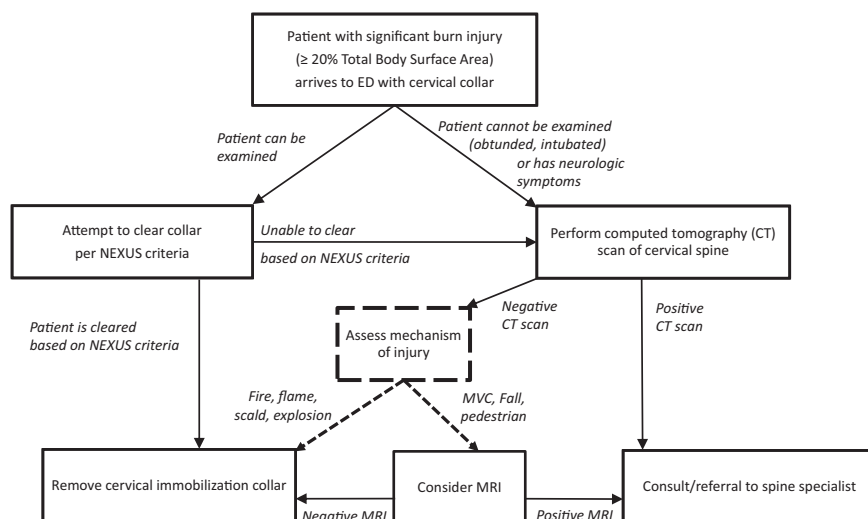 Patient with significant burn injury
(≥ 20% Total Body Surface Area)
arrives to ED with cervical collar
Patient can be
examined
Patient cannot be examined
(obtunded, intubated)
or has neurologic
symptoms
Attempt to clear collar
per NEXUS criteria
Unable to clear
based on NEXUS criteria
Perform computed tomography (CT)
scan of cervical spine
Patient is cleared
based on NEXUS criteria
Negative
CT scan
Positive
CT scan
Assess mechanism
of injury
Fire, flame,
scald, explosion
MVC, Fall,
pedestrian
Remove cervical immobilization collar
Consider MRI
Consult/referral to spine specialist
Negative MRI
Positive MRI